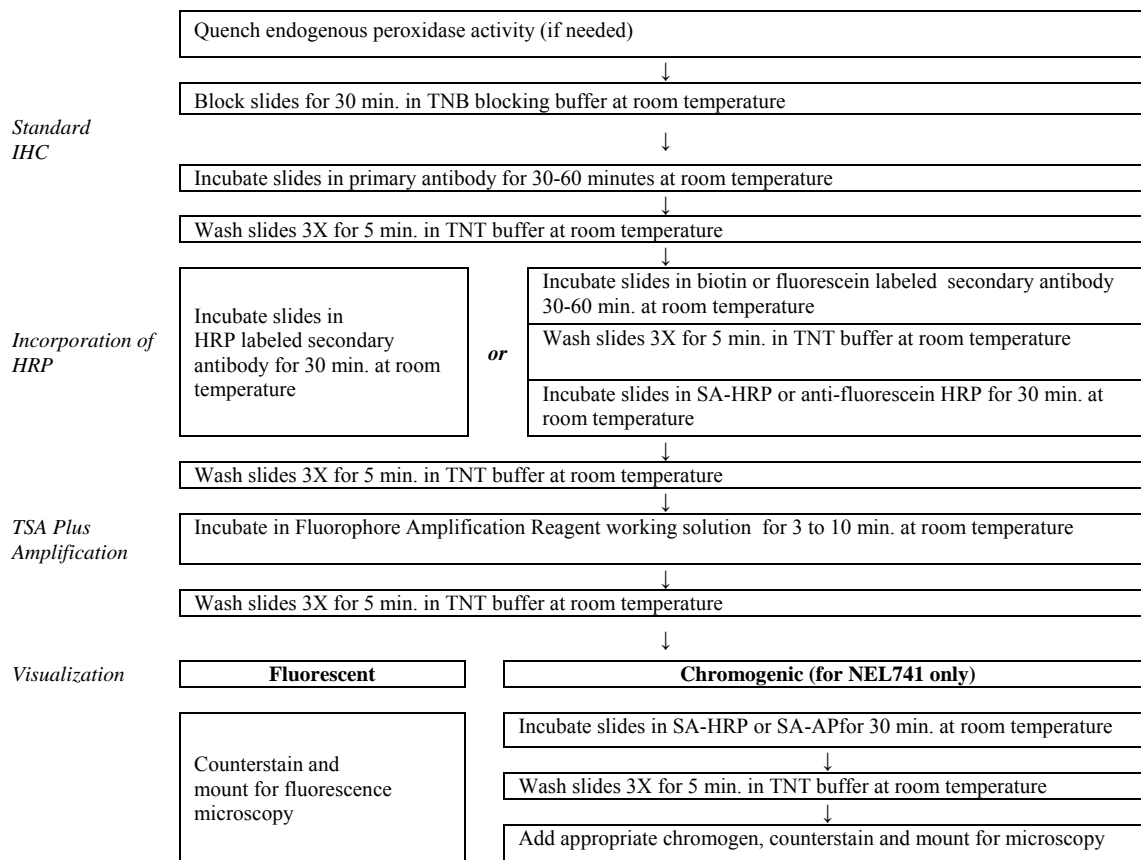 Quench endogenous peroxidase activity (if needed)
↓
Block slides for 30 min. in TNB blocking buffer at room temperature
Standard
IHC
↓
Incubate slides in primary antibody for 30-60 minutes at room temperature
↓
Wash slides 3X for 5 min. in TNT buffer at room temperature
↓
Incorporation of
HRP
Incubate slides in
HRP labeled secondary
antibody for 30 min. at room
temperature
or
Incubate slides in biotin or fluorescein labeled secondary antibody
30-60 min. at room temperature
Wash slides 3X for 5 min. in TNT buffer at room temperature
Incubate slides in SA-HRP or anti-fluorescein HRP for 30 min. at
room temperature
↓
Wash slides 3X for 5 min. in TNT buffer at room temperature
↓
TSA Plus
Amplification
Incubate in Fluorophore Amplification Reagent working solution for 3 to 10 min. at room temperature
↓
Wash slides 3X for 5 min. in TNT buffer at room temperature
↓
Visualization
Fluorescent
Counterstain and
mount for fluorescence
microscopy
Chromogenic (for NEL741 only)
Incubate slides in SA-HRP or SA-APfor 30 min. at room temperature
↓
Wash slides 3X for 5 min. in TNT buffer at room temperature
↓
Add appropriate chromogen, counterstain and mount for microscopy